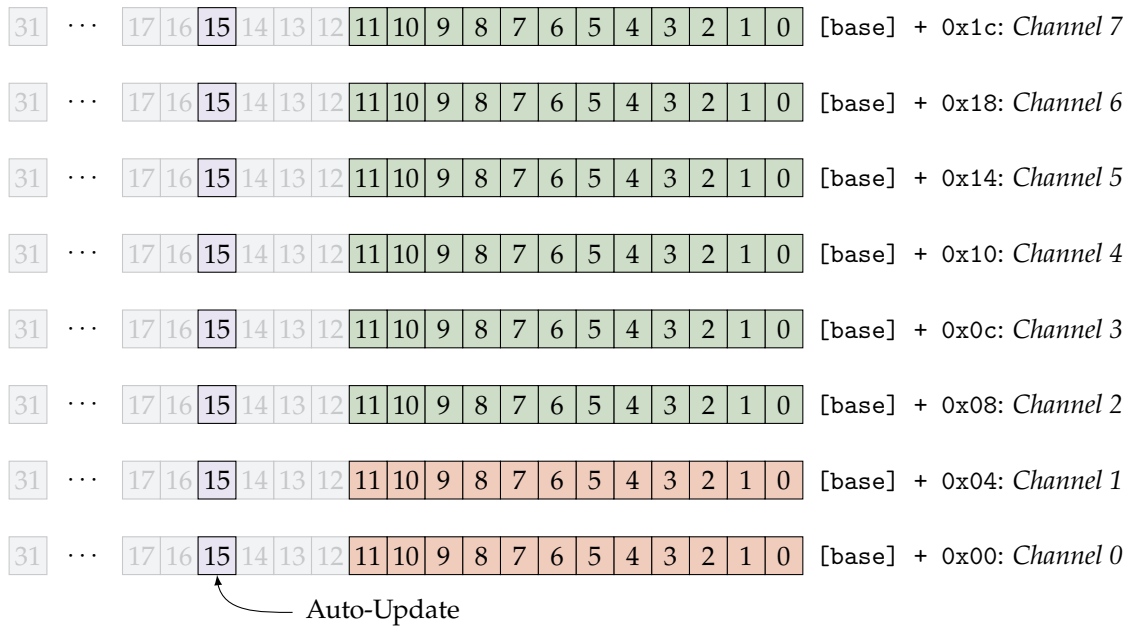 31 ··· 17 16 15 14 13 12 11 10 9 8 7 6 5 4 3 2 1 0 [base] + 0x1c: Channel 7
31 ··· 17 16 15 14 13 12 11 10 9 8 7 6 5 4 3 2 1 0 [base] + 0x18: Channel 6
31 ··· 17 16 15 14 13 12 11 10 9 8 7 6 5 4 3 2 1 0 [base] + 0x14: Channel 5
31 ··· 17 16 15 14 13 12 11 10 9 8 7 6 5 4 3 2 1 0 [base] + 0x10: Channel 4
31 ··· 17 16 15 14 13 12 11 10 9 8 7 6 5 4 3 2 1 0 [base] + 0x0c: Channel 3
31 ··· 17 16 15 14 13 12 11 10 9 8 7 6 5 4 3 2 1 0 [base] + 0x08: Channel 2
31 ··· 17 16 15 14 13 12 11 10 9 8 7 6 5 4 3 2 1 0 [base] + 0x04: Channel 1
31 ··· 17 16 15 14 13 12 11 10 9 8 7 6 5 4 3 2 1 0 [base] + 0x00: Channel 0
Auto-Update